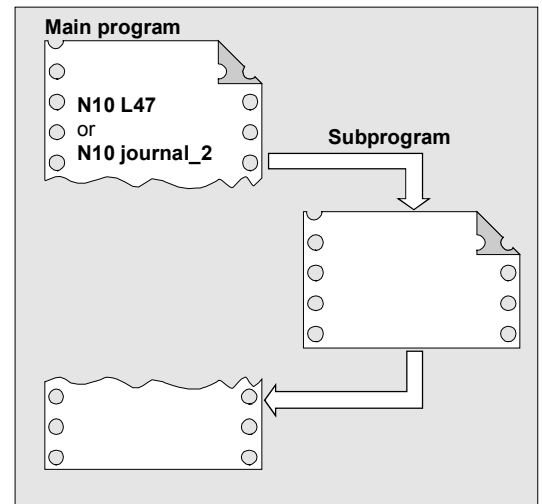 Main program
N10 L47
or
N10 journal_2
Subprogram